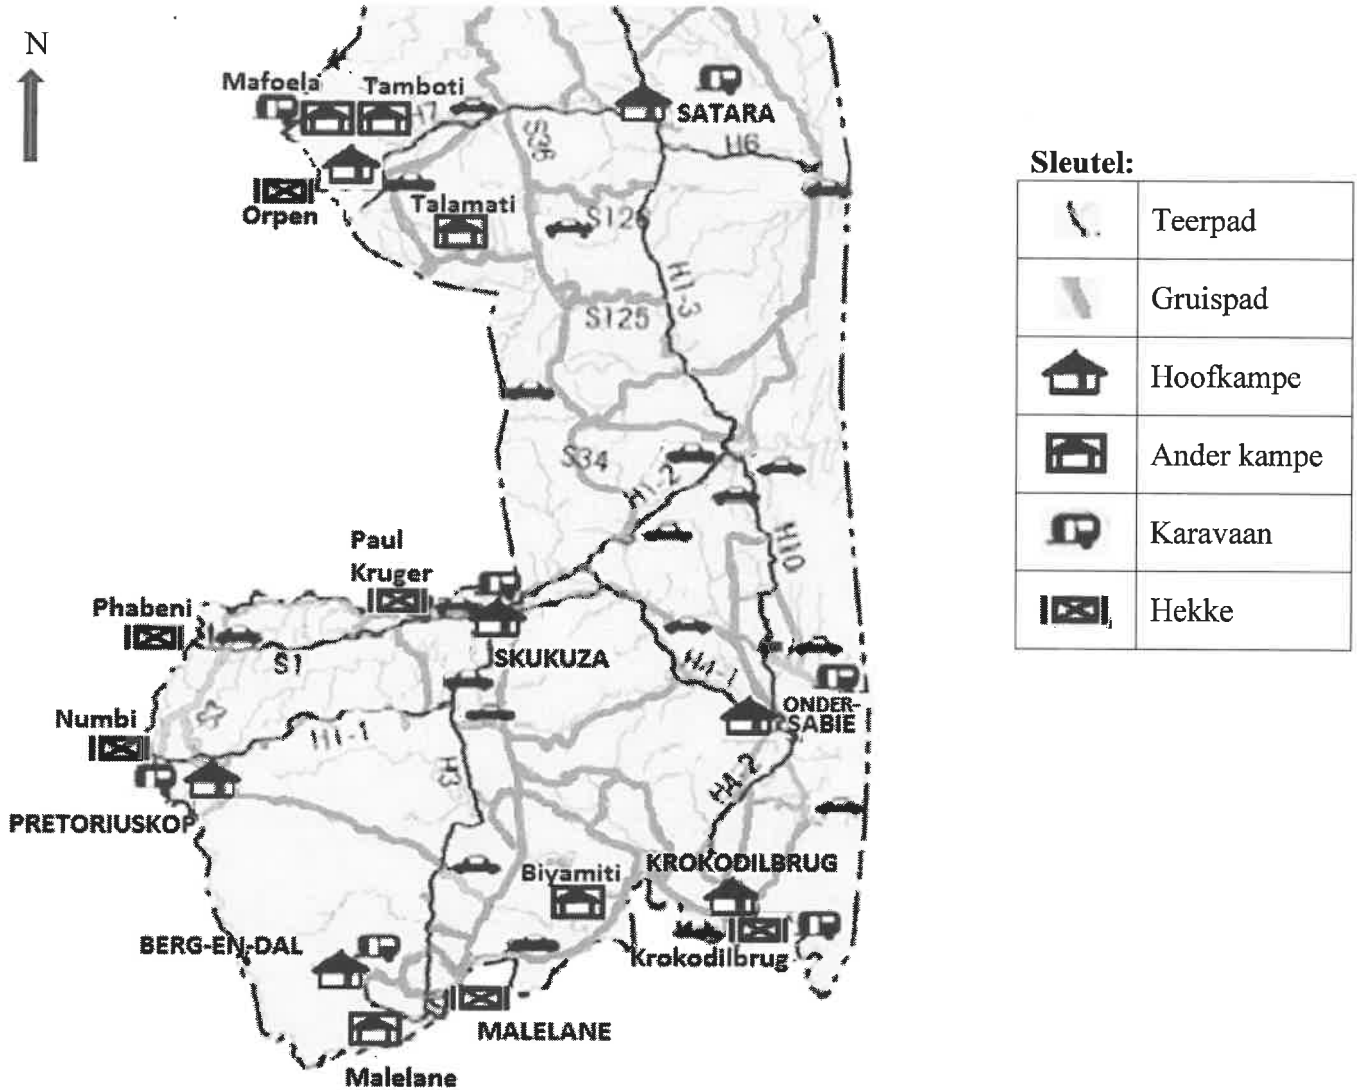 N
Mafoela
Tamboti
H7
SATARA
S36
H6
Orpen
Talamati
S126
H1-3
S125
S34
H1-2
H10
Paul
Kruger
Phabeni
S1
SKUKUZA
H4-1
ONDER-
SABIE
Numbi
H1-1
H3
H4-2
PRETORIUSKOP
KROKODILBRUG
Biyamiti
BERG-EN-DAL
Krokodilbrug
MALELANE
Malelane
Sleutel:
Teerpad
Gruispad
Hoofkampe
Ander kampe
Karavaan
Hekke